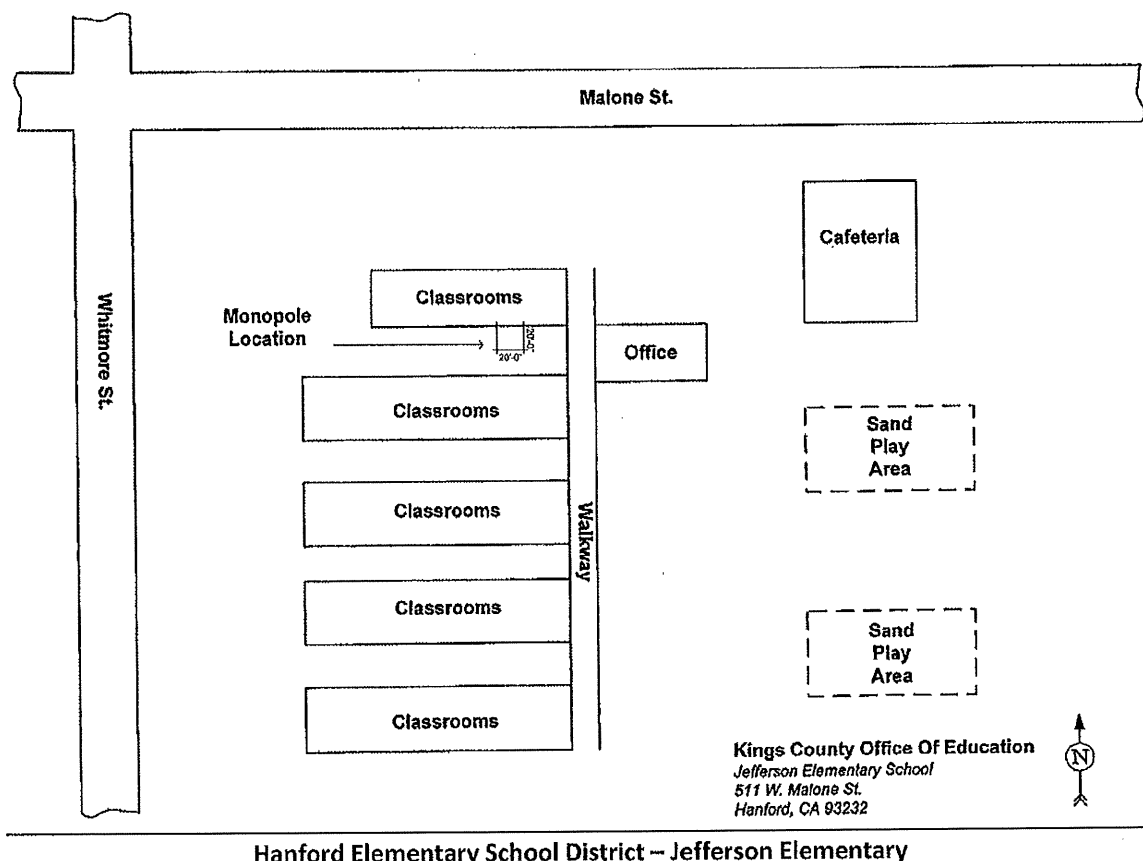 Malone St.
Whitmore St.
Cafeteria
Classrooms
Monopole
Location
20'-0"
20'-0"
Office
Classrooms
Sand
Play
Area
Classrooms
Walkway
Classrooms
Sand
Play
Area
Classrooms
Kings County Office Of Education
Jefferson Elementary School
511 W. Malone St.
Hanford, CA 93232
N
Hanford Elementary School District – Jefferson Elementary